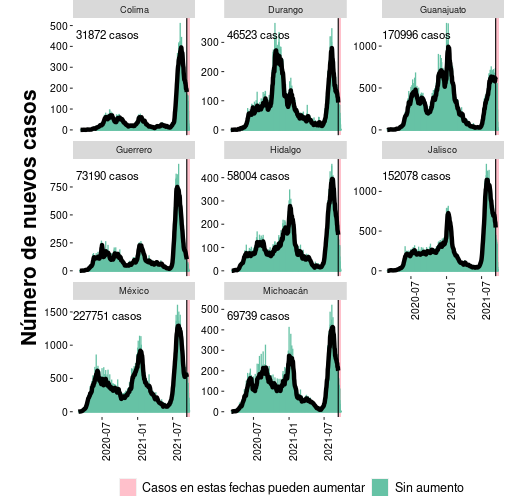 Número de nuevos casos
Colima
31872 casos
500
400
300
200
100
0
Durango
46523 casos
300
200
100
0
Guanajuato
170996 casos
1000
500
0
Guerrero
73190 casos
750
500
250
0
Hidalgo
58004 casos
400
300
200
100
0
Jalisco
152078 casos
1000
500
0
2020-07
2021-01
2021-07
México
227751 casos
1500
1000
500
0
2020-07
2021-01
2021-07
Michoacán
69739 casos
500
400
300
200
100
0
2020-07
2021-01
2021-07
Casos en estas fechas pueden aumentar
Sin aumento